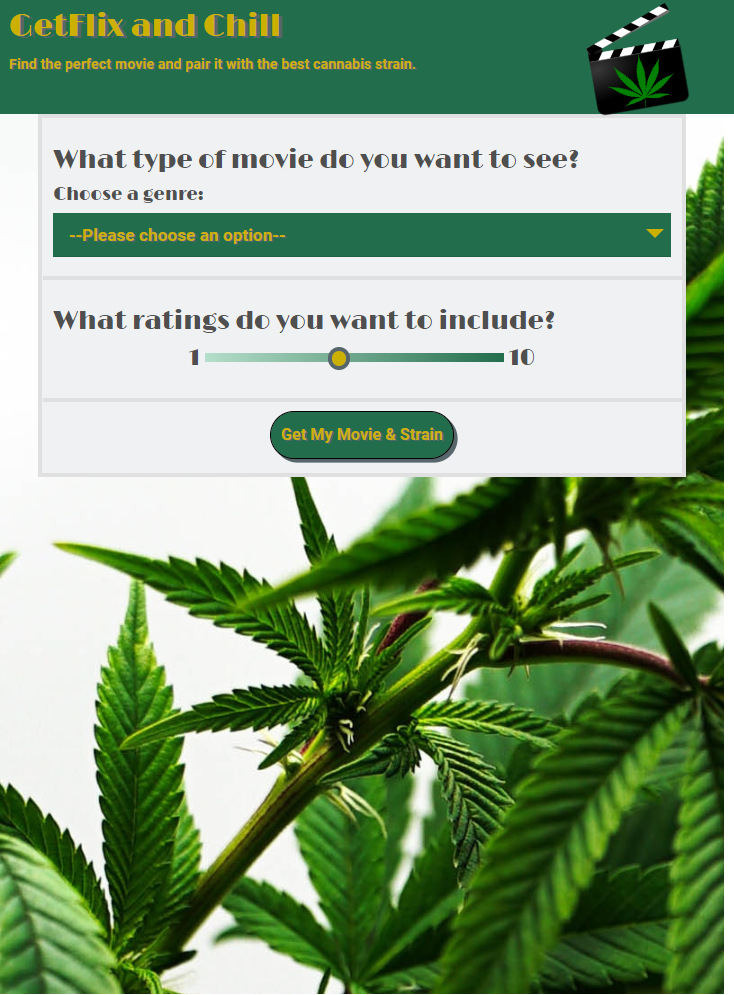 GetFlix and Chill
Find the perfect movie and pair it with the best cannabis strain.
What type of movie do you want to see?
Choose a genre:
--Please choose an option--
What ratings do you want to include?
1 10
Get My Movie & Strain